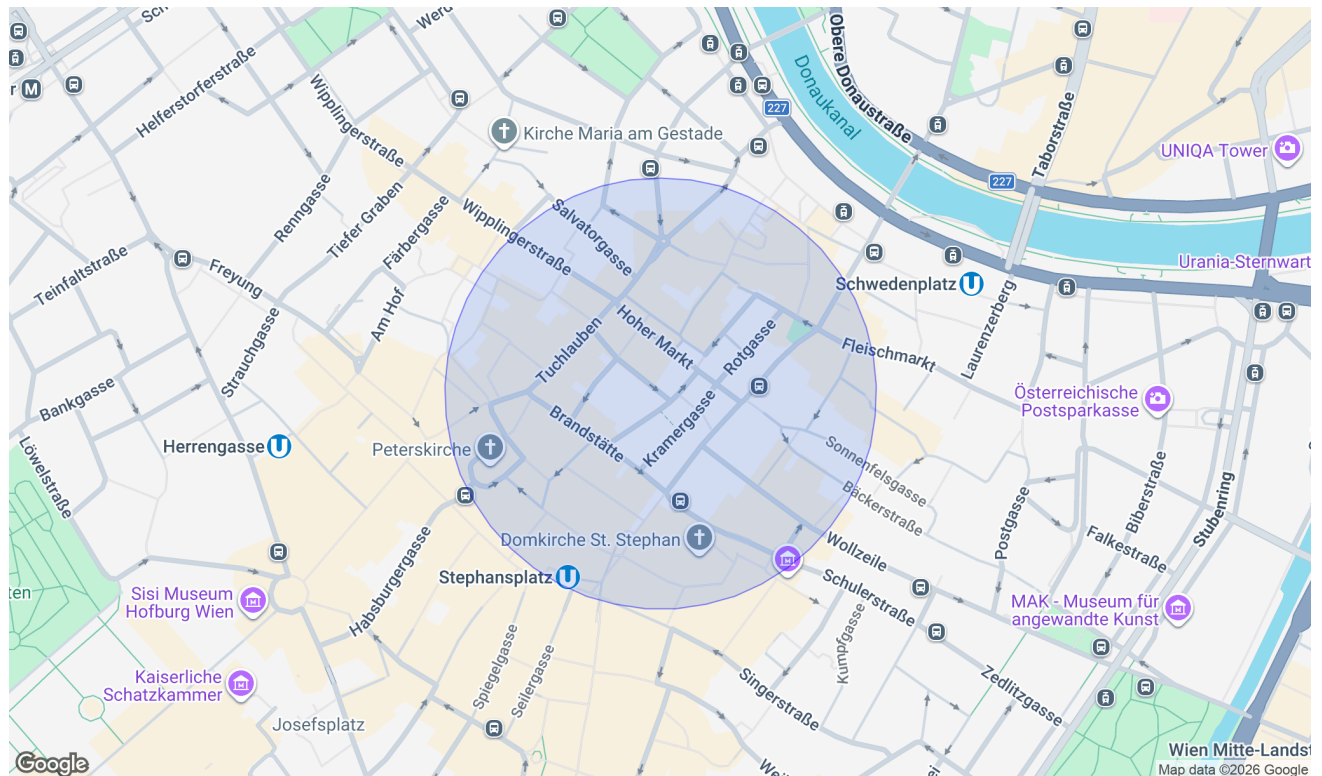 Sc
Werd
Helferstorferstraße
r M
Wipplingerstraße
Kirche Maria am Gestade
227
Donaukanal
Obere Donaustraße
Taborstraße
UNIQA Tower
227
Renngasse
Tiefer Graben
Färbergasse
Wipplingerstraße
Salvatorgasse
Teinfaltstraße
Freyung
Am Hof
Strauchgasse
Schwedenplatz U
Urania-Sternwart
Laurenzerberg
Tuchlauben
Hoher Markt
Rotgasse
Fleischmarkt
Bankgasse
Löwelstraße
Herrengasse U
Peterskirche
Brandstätte
Kramergasse
Österreichische
Postsparkasse
Sonnenfelsgasse
Bäckerstraße
Postgasse
Biberstraße
Stubenring
Falkestraße
Domkirche St. Stephan
Wollzeile
Stephansplatz U
Schulerstraße
Habsburgergasse
ten
Sisi Museum
Hofburg Wien
MAK - Museum für
angewandte Kunst
Kumpfgasse
Spiegelgasse
Seilergasse
Kaiserliche
Schatzkammer
Singerstraße
Zedlitzgasse
Josefsplatz
Wien Mitte-Landst
Google
Map data ©2026 Google